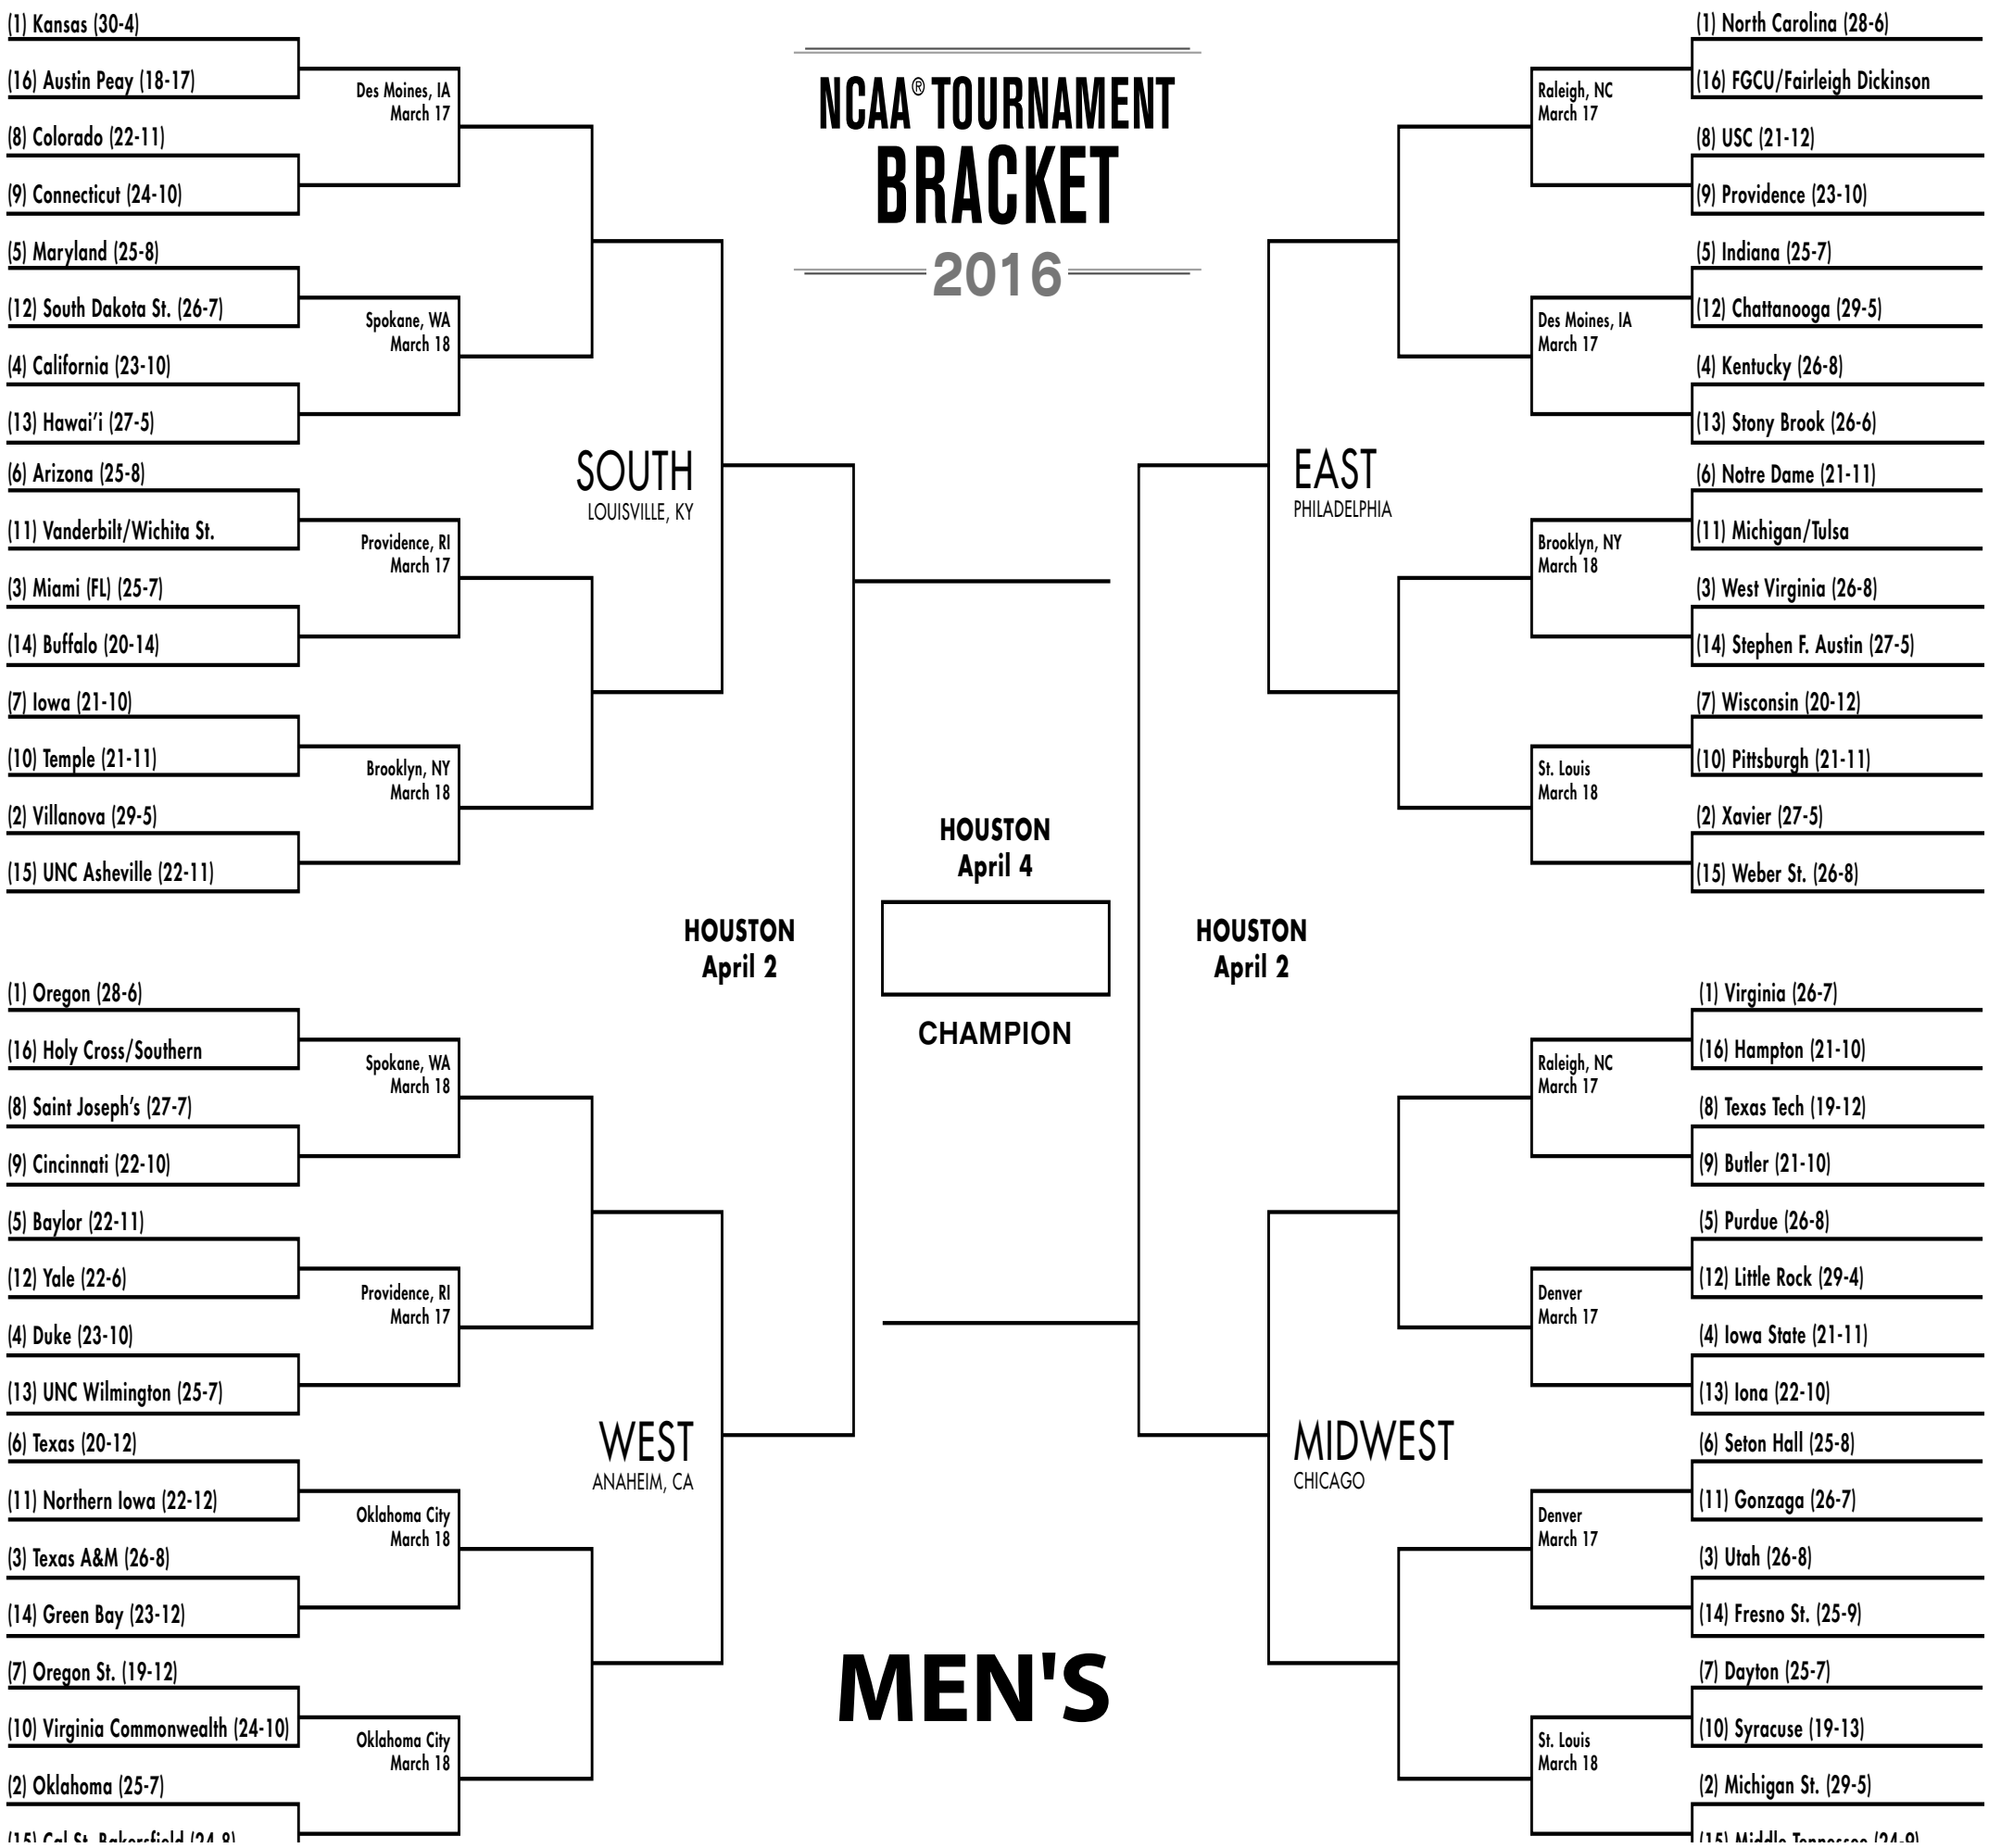 NCAA® TOURNAMENT
BRACKET
2016
(1) Kansas (30-4)
(16) Austin Peay (18-17)
Des Moines, IA
March 17
(8) Colorado (22-11)
(9) Connecticut (24-10)
(5) Maryland (25-8)
(12) South Dakota St. (26-7)
Spokane, WA
March 18
(4) California (23-10)
(13) Hawai'i (27-5)
SOUTH
LOUISVILLE, KY
(6) Arizona (25-8)
(11) Vanderbilt/Wichita St.
Providence, RI
March 17
(3) Miami (FL) (25-7)
(14) Buffalo (20-14)
(7) Iowa (21-10)
(10) Temple (21-11)
Brooklyn, NY
March 18
(2) Villanova (29-5)
(15) UNC Asheville (22-11)
(1) Oregon (28-6)
(16) Holy Cross/Southern
Spokane, WA
March 18
(8) Saint Joseph's (27-7)
(9) Cincinnati (22-10)
(5) Baylor (22-11)
(12) Yale (22-6)
Providence, RI
March 17
(4) Duke (23-10)
(13) UNC Wilmington (25-7)
WEST
ANAHEIM, CA
(6) Texas (20-12)
(11) Northern Iowa (22-12)
Oklahoma City
March 18
(3) Texas A&M (26-8)
(14) Green Bay (23-12)
(7) Oregon St. (19-12)
(10) Virginia Commonwealth (24-10)
Oklahoma City
March 18
(2) Oklahoma (25-7)
(15) Cal St. Bakersfield (24-8)
HOUSTON
April 2
HOUSTON
April 4
CHAMPION
HOUSTON
April 2
MEN'S
(1) North Carolina (28-6)
(16) FGCU/Fairleigh Dickinson
Raleigh, NC
March 17
(8) USC (21-12)
(9) Providence (23-10)
(5) Indiana (25-7)
(12) Chattanooga (29-5)
Des Moines, IA
March 17
(4) Kentucky (26-8)
(13) Stony Brook (26-6)
EAST
PHILADELPHIA
(6) Notre Dame (21-11)
(11) Michigan/Tulsa
Brooklyn, NY
March 18
(3) West Virginia (26-8)
(14) Stephen F. Austin (27-5)
(7) Wisconsin (20-12)
(10) Pittsburgh (21-11)
St. Louis
March 18
(2) Xavier (27-5)
(15) Weber St. (26-8)
(1) Virginia (26-7)
(16) Hampton (21-10)
Raleigh, NC
March 17
(8) Texas Tech (19-12)
(9) Butler (21-10)
(5) Purdue (26-8)
(12) Little Rock (29-4)
Denver
March 17
(4) Iowa State (21-11)
(13) Iona (22-10)
MIDWEST
CHICAGO
(6) Seton Hall (25-8)
(11) Gonzaga (26-7)
Denver
March 17
(3) Utah (26-8)
(14) Fresno St. (25-9)
(7) Dayton (25-7)
(10) Syracuse (19-13)
St. Louis
March 18
(2) Michigan St. (29-5)
(15) Middle Tennessee (24-9)